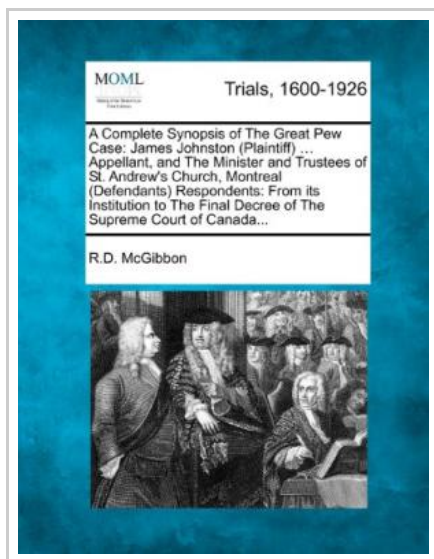 MOML
Trials, 1600-1926
A Complete Synopsis of The Great Pew
Case: James Johnston (Plaintiff) ...
Appellant, and The Minister and Trustees of
St. Andrew's Church, Montreal
(Defendants) Respondents: From its
Institution to The Final Decree of The
Supreme Court of Canada...
R.D. McGibbon